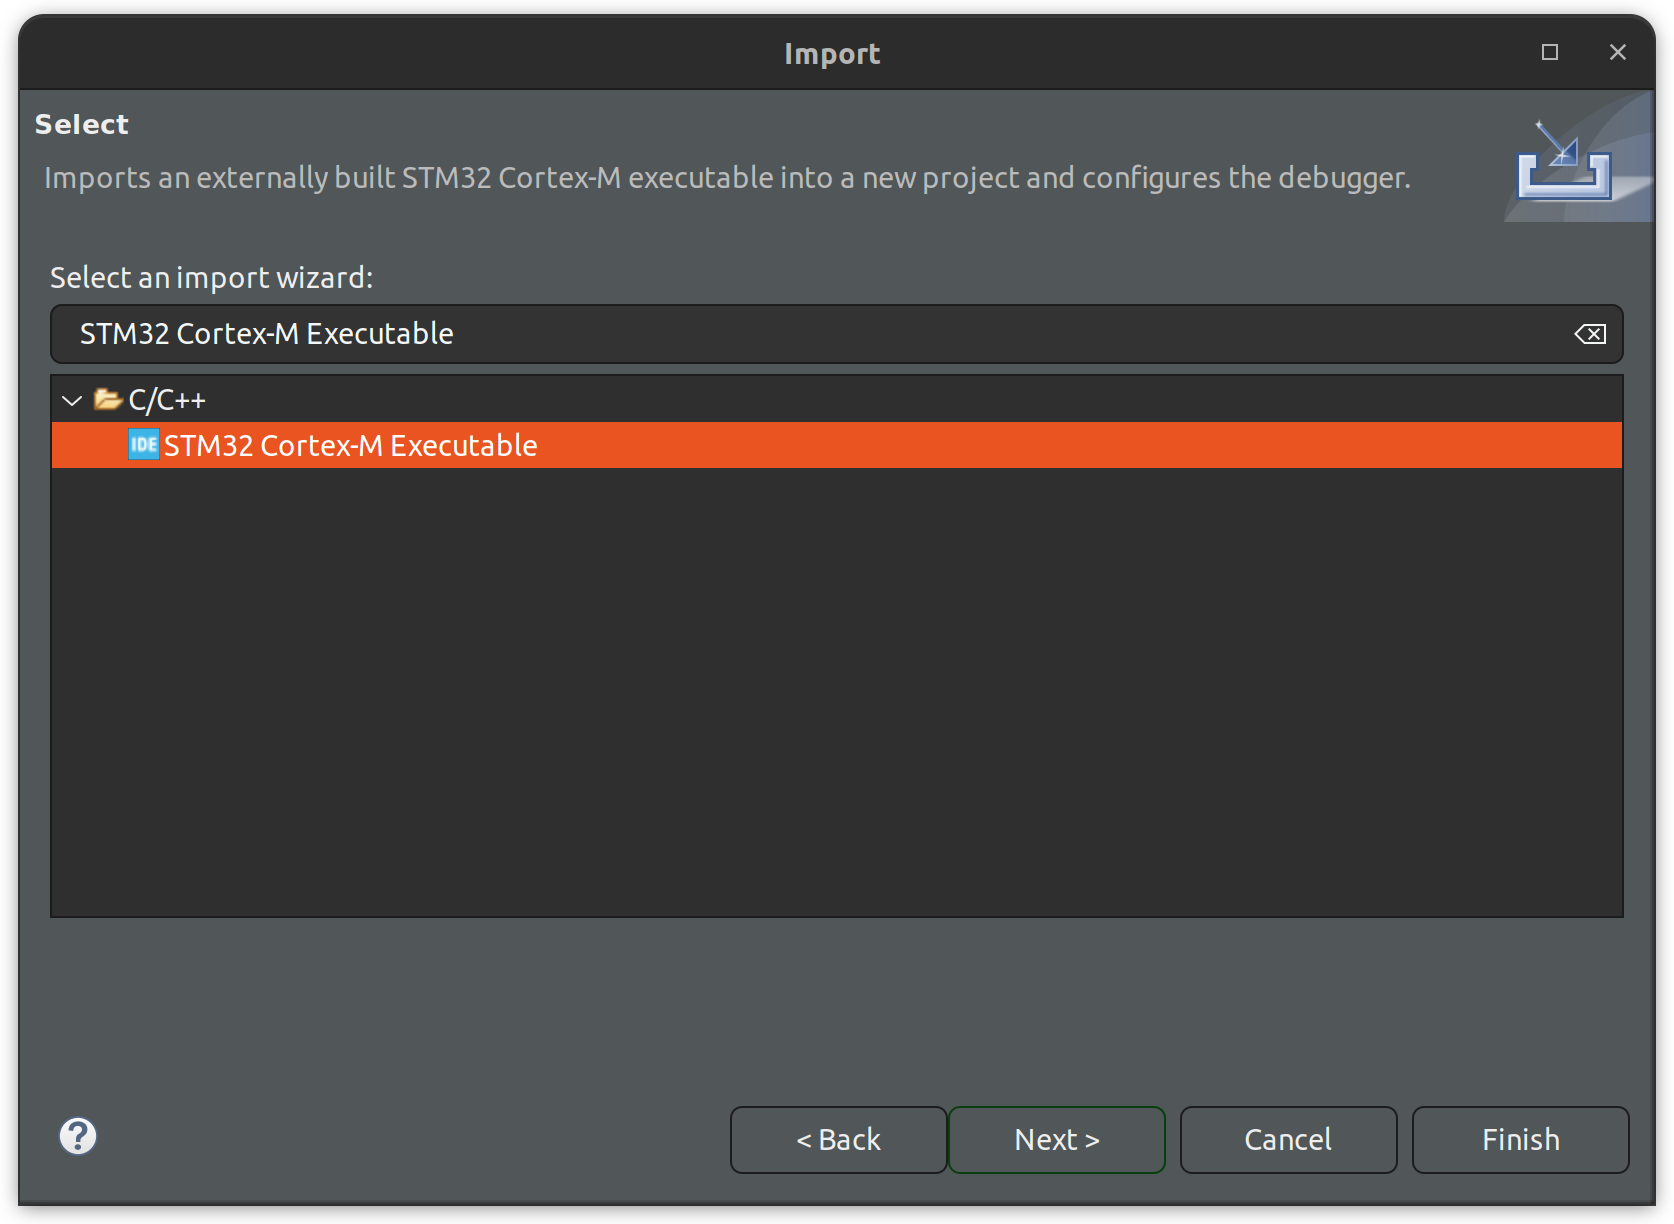 Import
Select
Imports an externally built STM32 Cortex-M executable into a new project and configures the debugger.
Select an import wizard:
STM32 Cortex-M Executable
C/C++
IDE STM32 Cortex-M Executable
?
< Back
Next >
Cancel
Finish